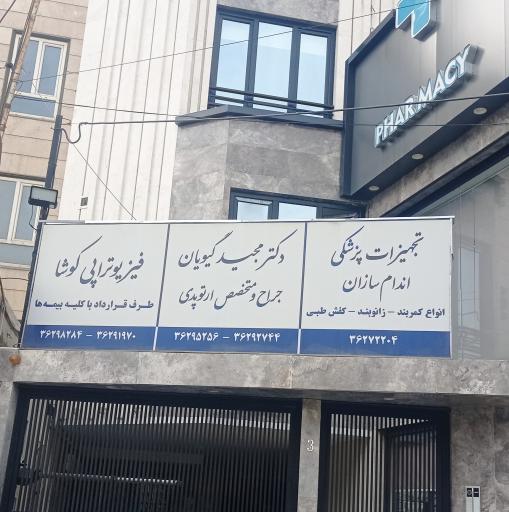 PHARMACY
تجهیزات پزشکی
اندام سازان
انواع کمربند - زانوبند - کفش طبی
۳۶۲۷۲۲۰۴
دکتر مجید گیویان
جراح و متخصص ارتوپدی
۳۶۲۹۵۲۵۶ - ۳۶۲۹۲۷۴۴
فیزیوتراپی کوشا
طرف قرارداد با کلیه بیمه ها
۳۶۲۹۸۲۸۴ - ۳۶۲۹۱۹۷۰
3